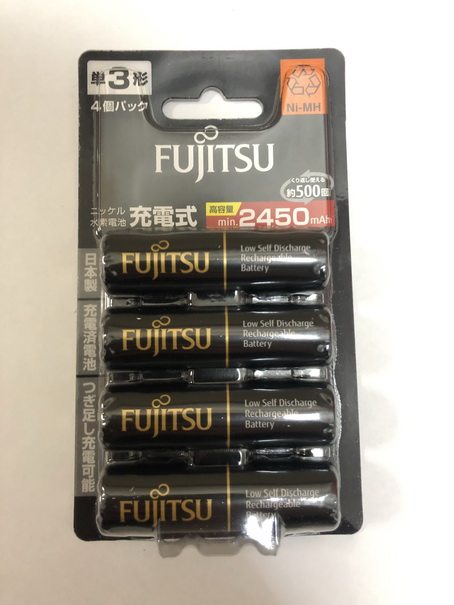 単3形
4個パック
Ni-MH
FUJITSU
くり返し使える
約500回
ニッケル
水素電池
充電式
高容量
min.2450mAh
日本製
充電済電池
つぎ足し充電可能
FUJITSU
Low Self Discharge
Rechargeable
Battery
FUJITSU
Low Self Discharge
Rechargeable
Battery
FUJITSU
Low Self Discharge
Rechargeable
Battery
FUJITSU
Low Self Discharge
Rechargeable
Battery